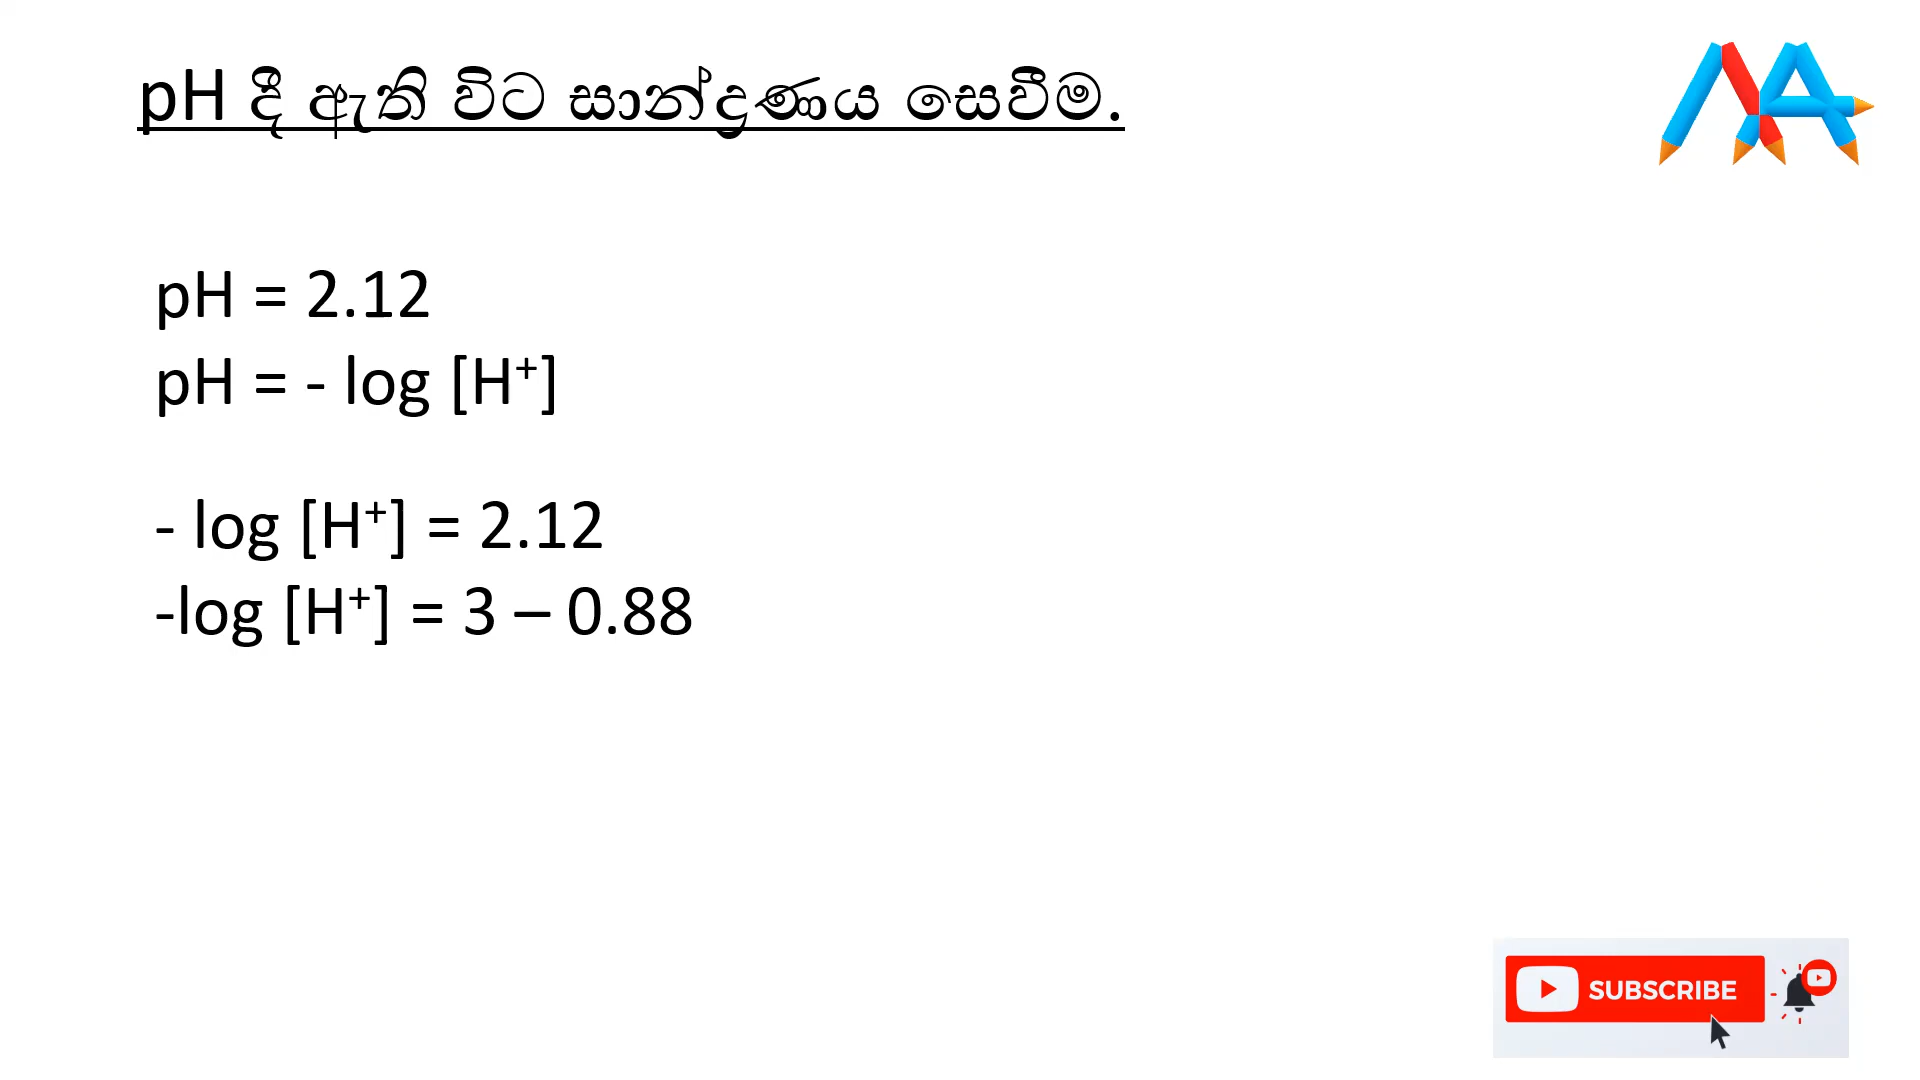 pH දී ඇති විට සාන්ද්‍රණය සෙවීම.
pH = 2.12
pH = - log [H⁺]
- log [H⁺] = 2.12
-log [H⁺] = 3 – 0.88
SUBSCRIBE